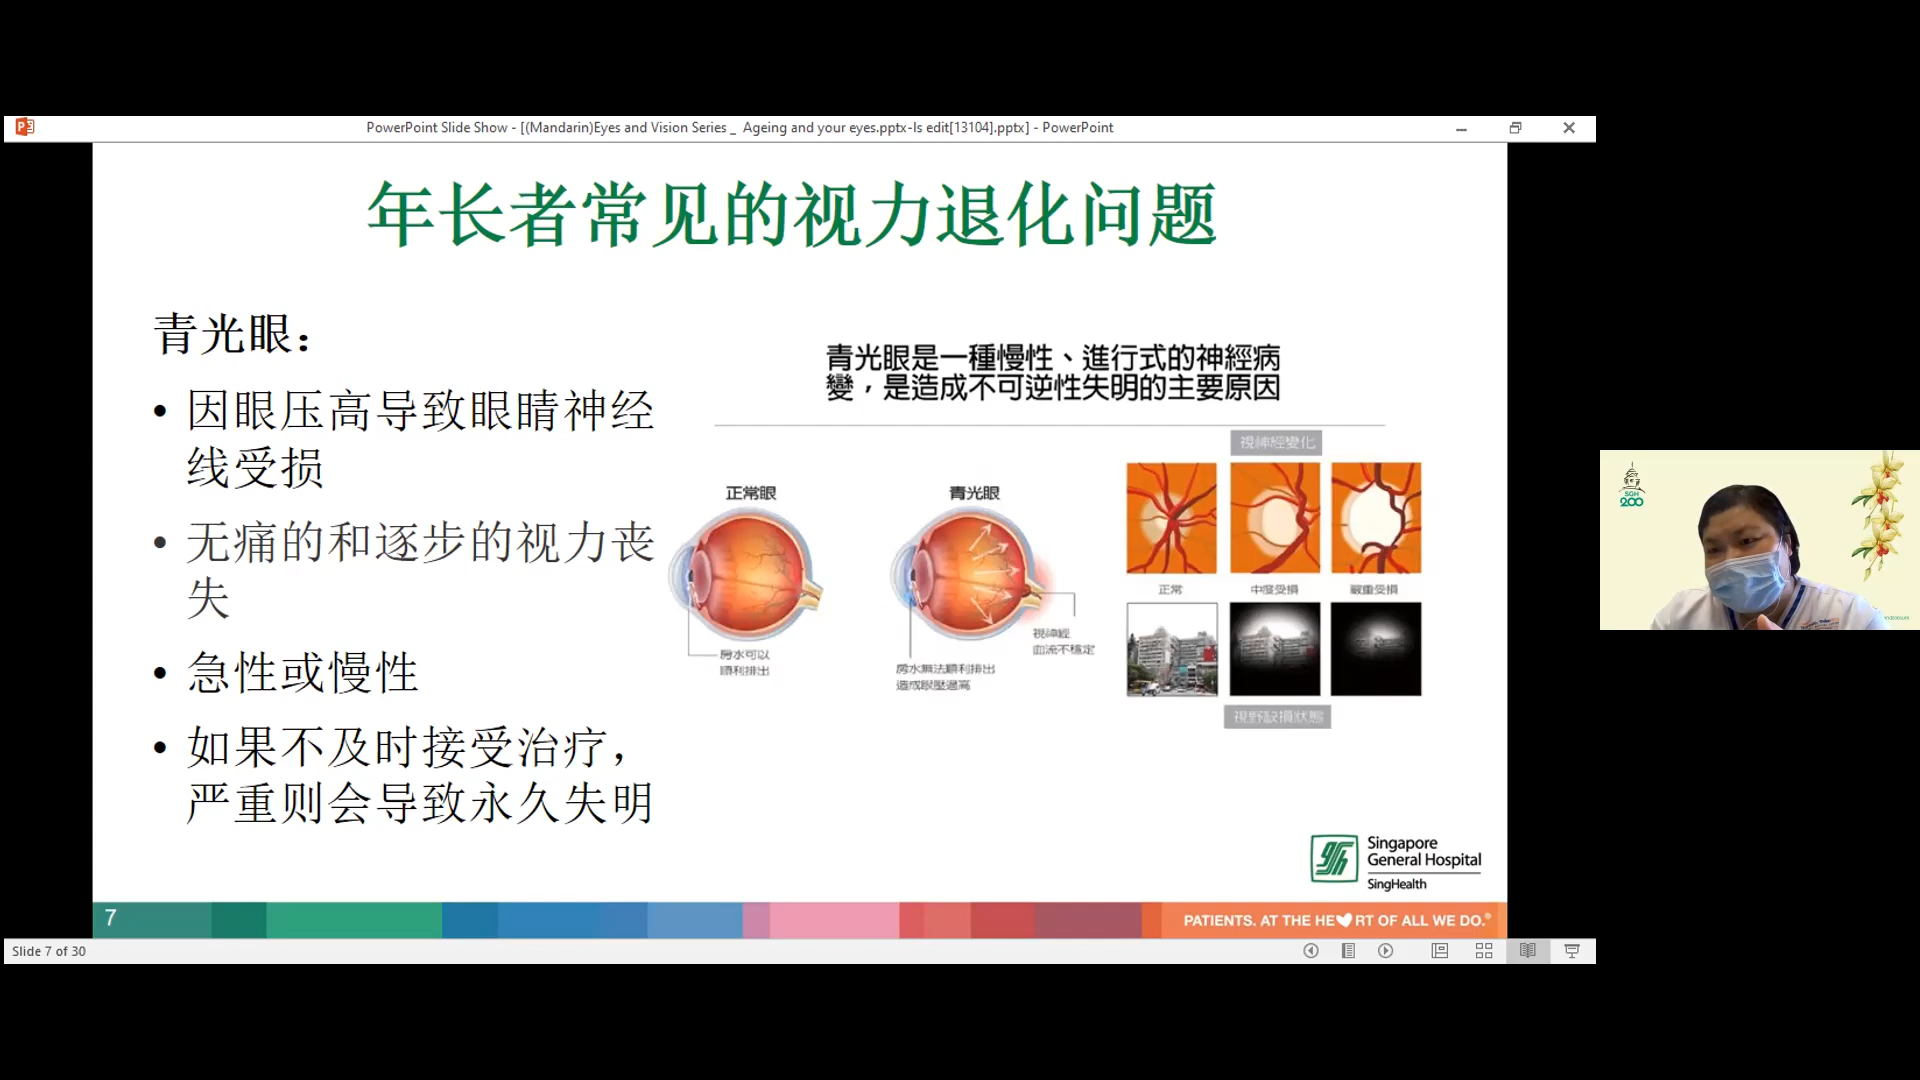 PowerPoint Slide Show - [(Mandarin)Eyes and Vision Series _ Ageing and your eyes.pptx-ls edit[13104].pptx] - PowerPoint
年长者常见的视力退化问题
青光眼：
• 因眼压高导致眼睛神经
线受损
• 无痛的和逐步的视力丧
失
• 急性或慢性
• 如果不及时接受治疗，
严重则会导致永久失明
青光眼是一種慢性、進行式的神經病
變，是造成不可逆性失明的主要原因
視神經變化
正常眼
青光眼
正常
中度受損
嚴重受損
房水可以
順利排出
視神經
血流不穩定
房水無法順利排出
造成眼壓過高
視野缺損狀態
Singapore
General Hospital
SingHealth
7
PATIENTS. AT THE HE RT OF ALL WE DO.®
Slide 7 of 30
SGH
200